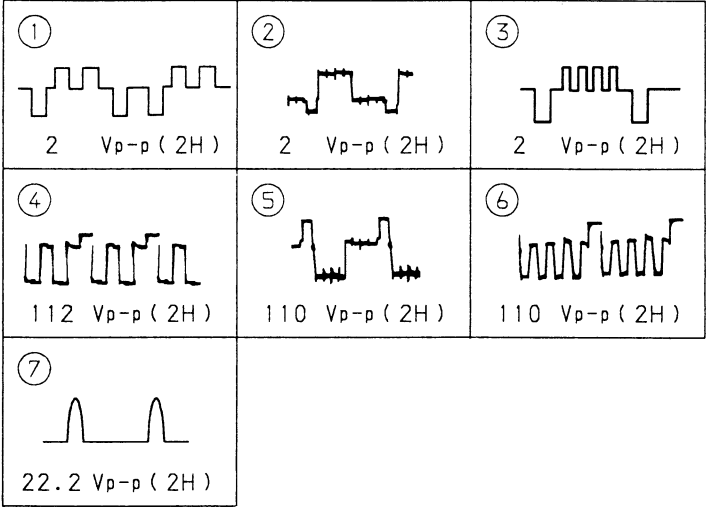 ①
2 Vp-p ( 2H )
②
2 Vp-p ( 2H )
③
2 Vp-p ( 2H )
④
112 Vp-p ( 2H )
⑤
110 Vp-p ( 2H )
⑥
110 Vp-p ( 2H )
⑦
22.2 Vp-p ( 2H )